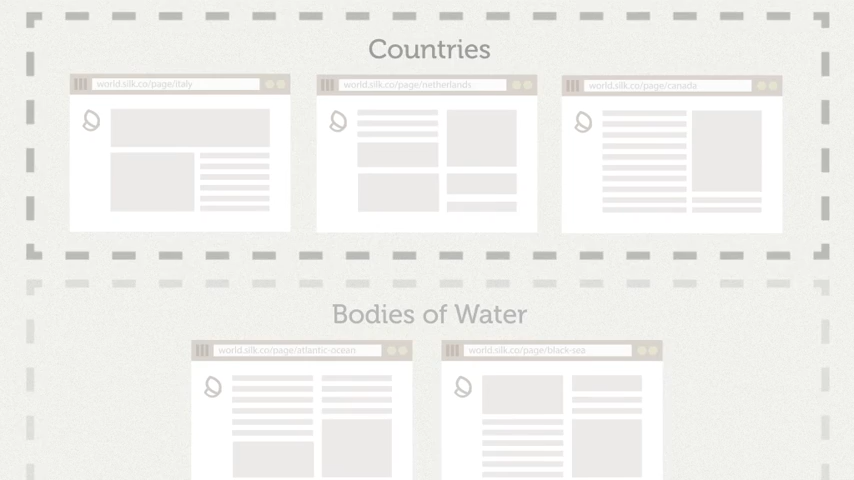 Countries
world.silk.co/page/italy
world.silk.co/page/netherlands
world.silk.co/page/canada
Bodies of Water
world.silk.co/page/atlantic-ocean
world.silk.co/page/black-sea